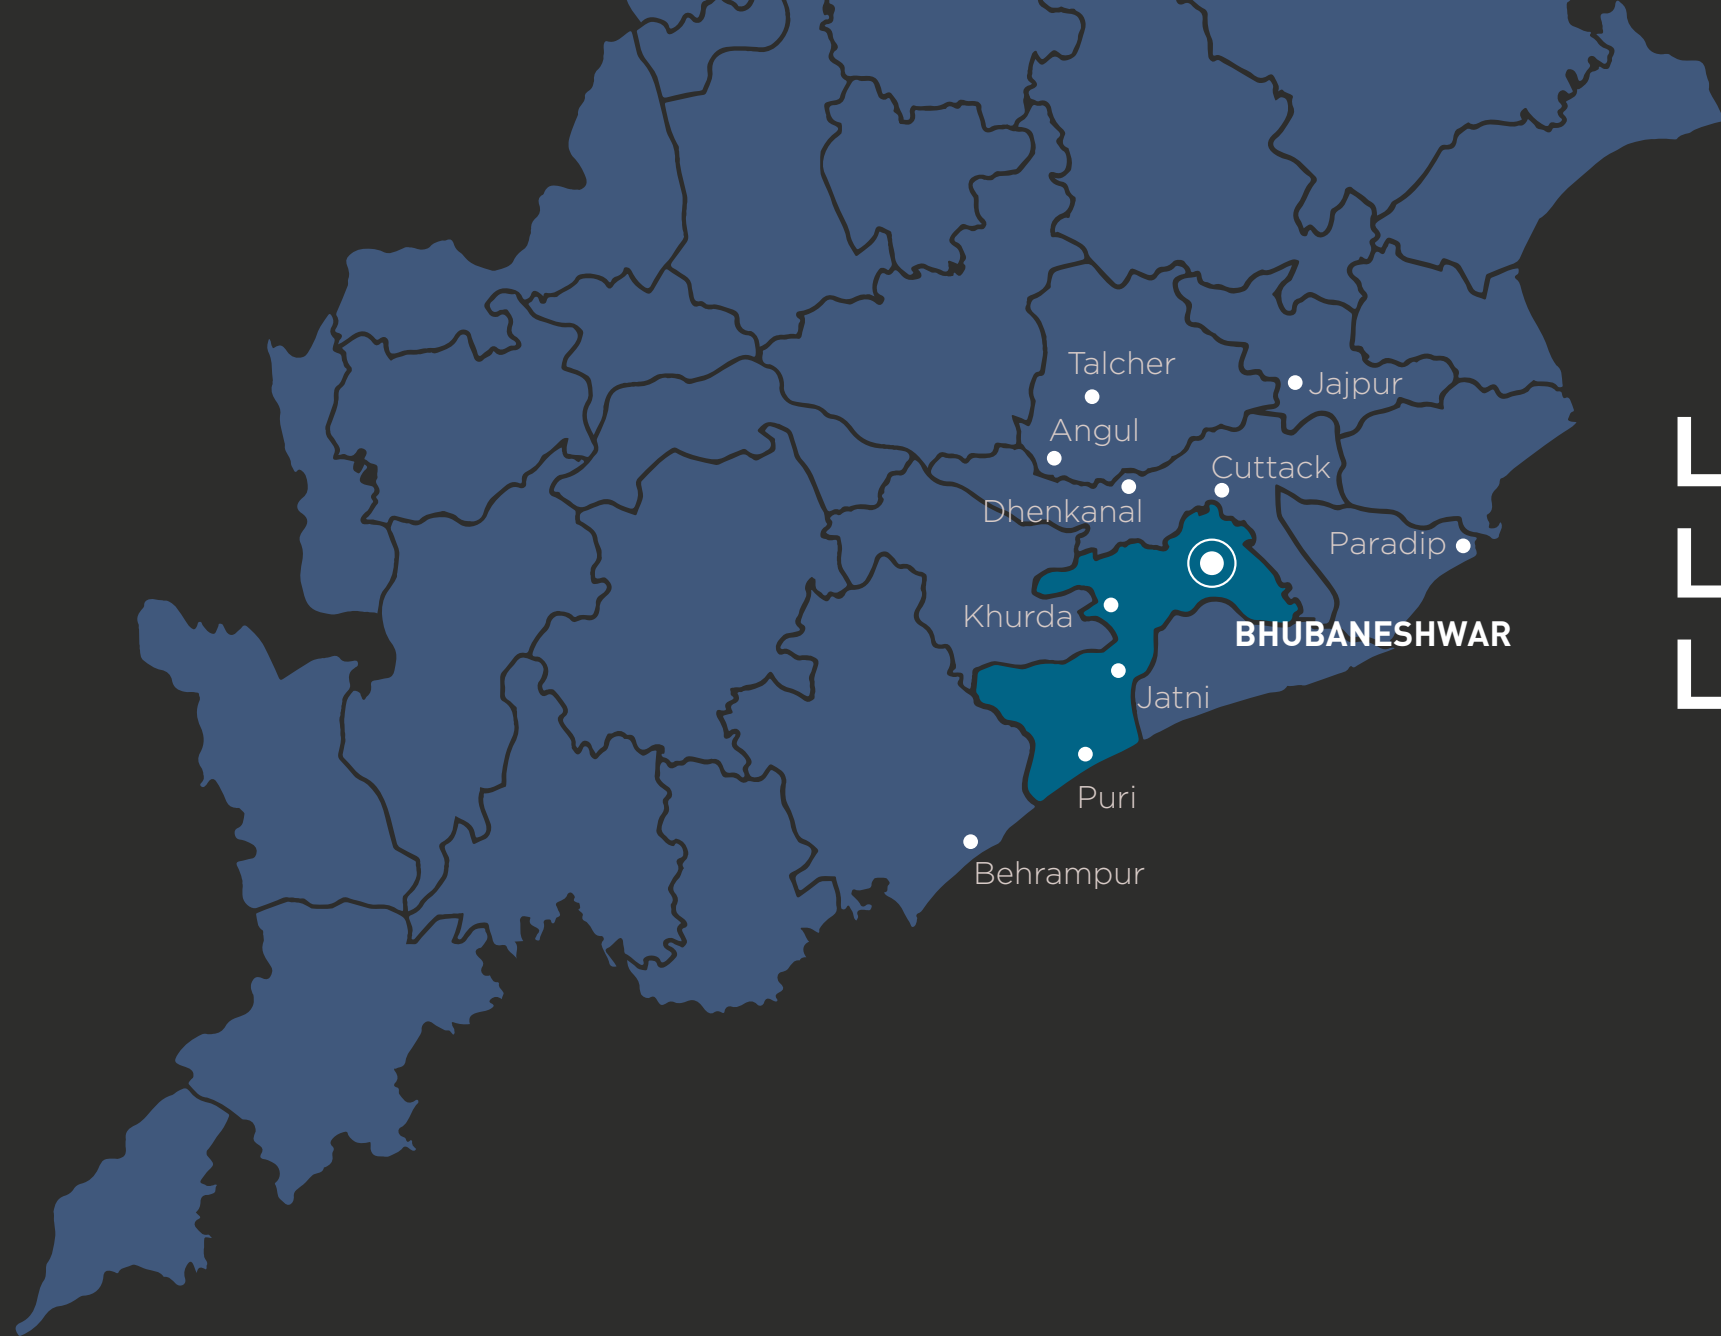 Talcher
Jajpur
Angul
Cuttack
Dhenkanal
Paradip
Khurda
BHUBANESHWAR
Jatni
Puri
Behrampur